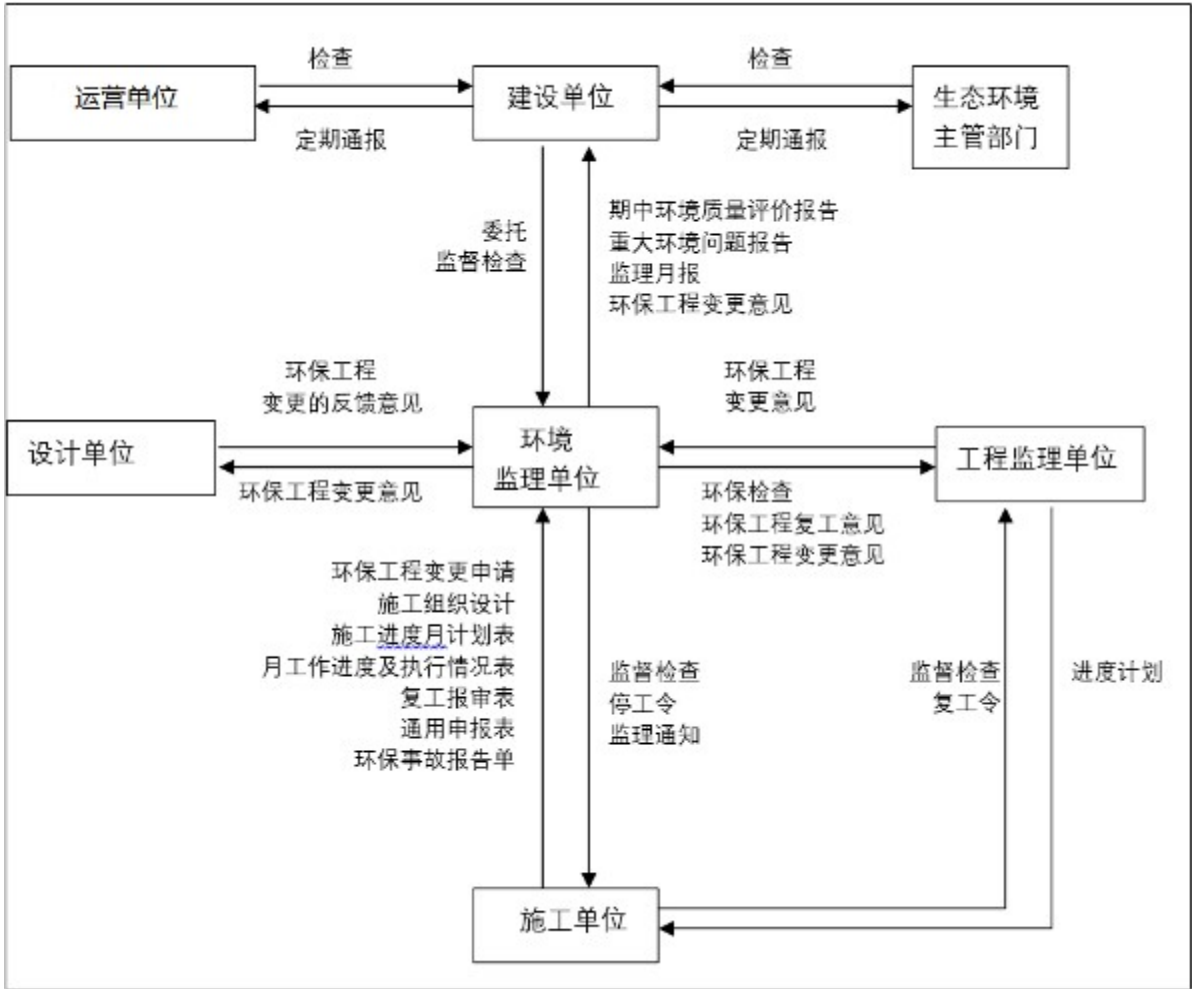 检查
检查
运营单位
建设单位
生态环境
主管部门
定期通报
定期通报
委托
监督检查
期中环境质量评价报告
重大环境问题报告
监理月报
环保工程变更意见
环保工程
变更的反馈意见
环保工程
变更意见
设计单位
环境
监理单位
工程监理单位
环保工程变更意见
环保检查
环保工程复工意见
环保工程变更意见
环保工程变更申请
施工组织设计
施工进度月计划表
月工作进度及执行情况表
复工报审表
通用申报表
环保事故报告单
监督检查
停工令
监理通知
监督检查
复工令
进度计划
施工单位